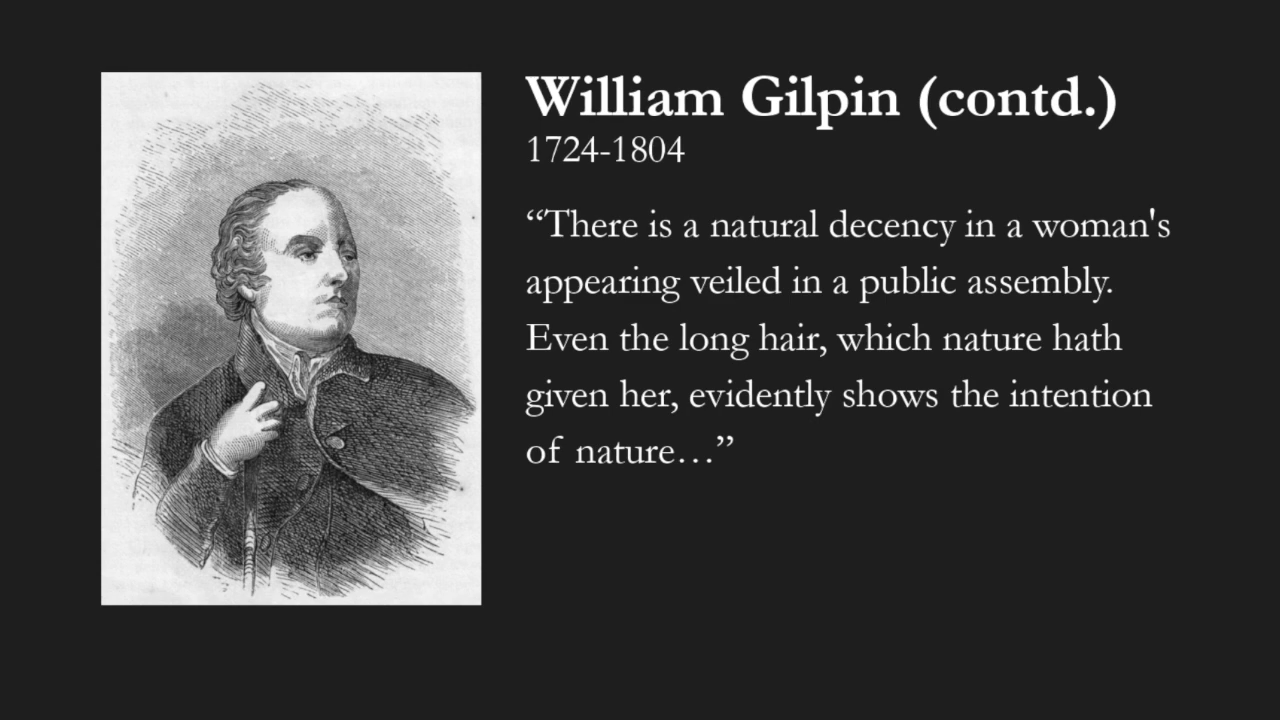 William Gilpin (contd.)
1724-1804
“There is a natural decency in a woman's
appearing veiled in a public assembly.
Even the long hair, which nature hath
given her, evidently shows the intention
of nature…”